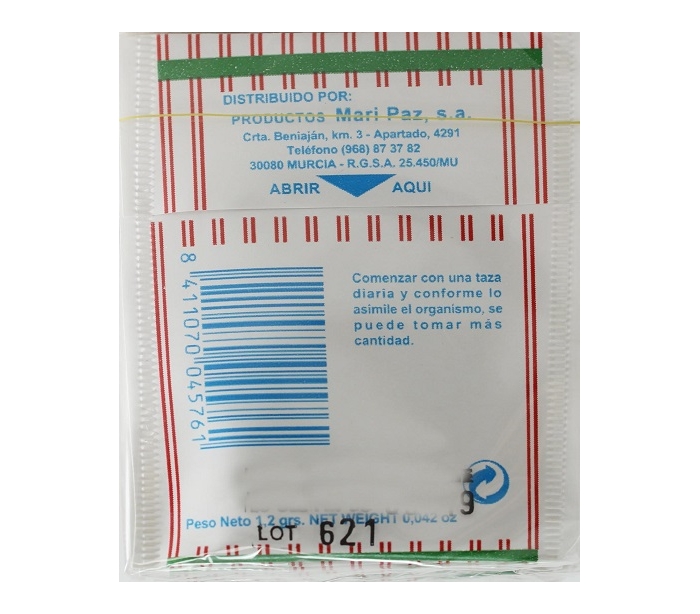 DISTRIBUIDO POR:
PRODUCTOS Mari Paz, s.a.
Crta. Beniaján, km. 3 - Apartado, 4291
Teléfono (968) 87 37 82
30080 MURCIA - R.G.S.A. 25.450/MU
ABRIR AQUI
8 411070 045761
Comenzar con una taza
diaria y conforme lo
asimile el organismo, se
puede tomar más
cantidad.
Peso Neto 1,2 grs. NET WEIGHT 0,042 oz
LOT 621